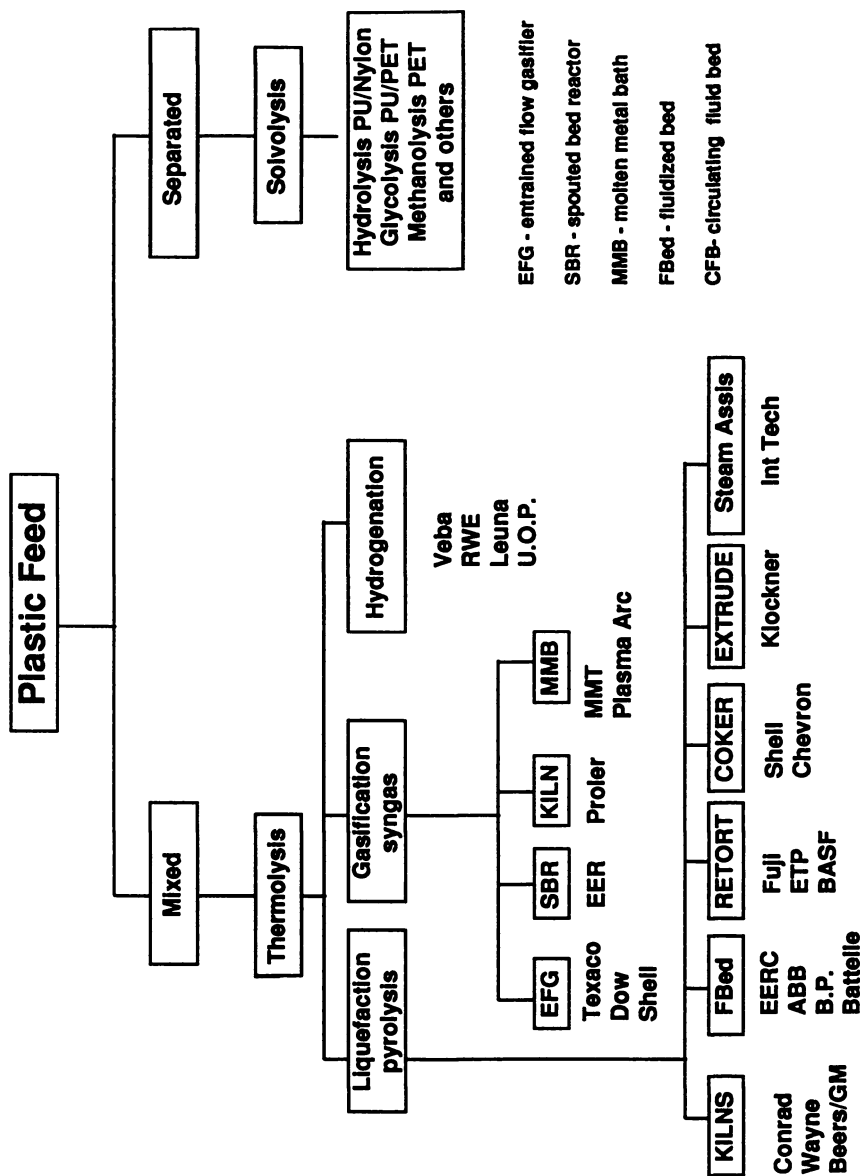 Plastic Feed
Mixed
Separated
Thermolysis
Solvolysis
Hydrolysis PU/Nylon
Glycolysis PU/PET
Methanolysis PET
and others
Liquefaction
pyrolysis
Gasification
syngas
Hydrogenation
Veba
RWE
Leuna
U.O.P.
EFG
Texaco
Dow
Shell
SBR
EER
KILN
Proler
MMB
MMT
Plasma Arc
KILNS
Conrad
Wayne
Beers/GM
FBed
EERC
ABB
B.P.
Battelle
RETORT
Fuji
ETP
BASF
COKER
Shell
Chevron
EXTRUDE
Klockner
Steam Assis
Int Tech
EFG - entrained flow gasifier
SBR - spouted bed reactor
MMB - molten metal bath
FBed - fluidized bed
CFB- circulating fluid bed